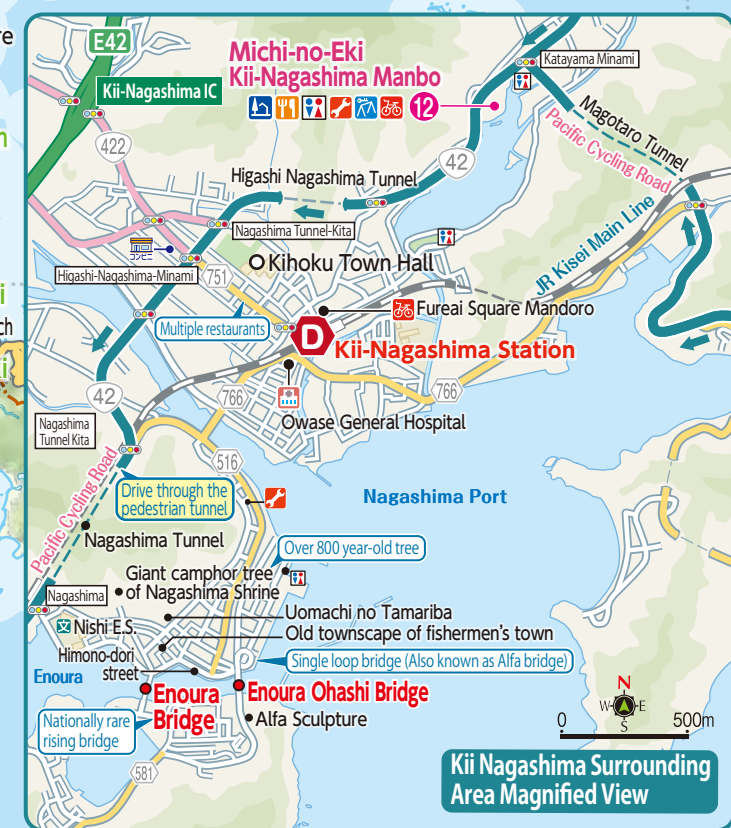 E42
Michi-no-Eki
Kii-Nagashima Manbo
12
Katayama Minami
Kii-Nagashima IC
422
Magotaro Tunnel
Pacific Cycling Road
42
Higashi Nagashima Tunnel
Nagashima Tunnel-Kita
コンビニ
Kihoku Town Hall
JR Kisei Main Line
Higashi-Nagashima-Minami
751
Fureai Square Mandoro
Multiple restaurants
D
Kii-Nagashima Station
42
766
766
Owase General Hospital
Nagashima
Tunnel Kita
516
Drive through the
pedestrian tunnel
Nagashima Port
Pacific Cycling Road
Nagashima Tunnel
Over 800 year-old tree
Giant camphor tree
of Nagashima Shrine
Nagashima
Uomachi no Tamariba
文 Nishi E.S.
Old townscape of fishermen's town
Himono-dori
street
Single loop bridge (Also known as Alfa bridge)
Enoura
Enoura
Bridge
Enoura Ohashi Bridge
Alfa Sculpture
Nationally rare
rising bridge
581
N
W E
S
0 500m
Kii Nagashima Surrounding
Area Magnified View